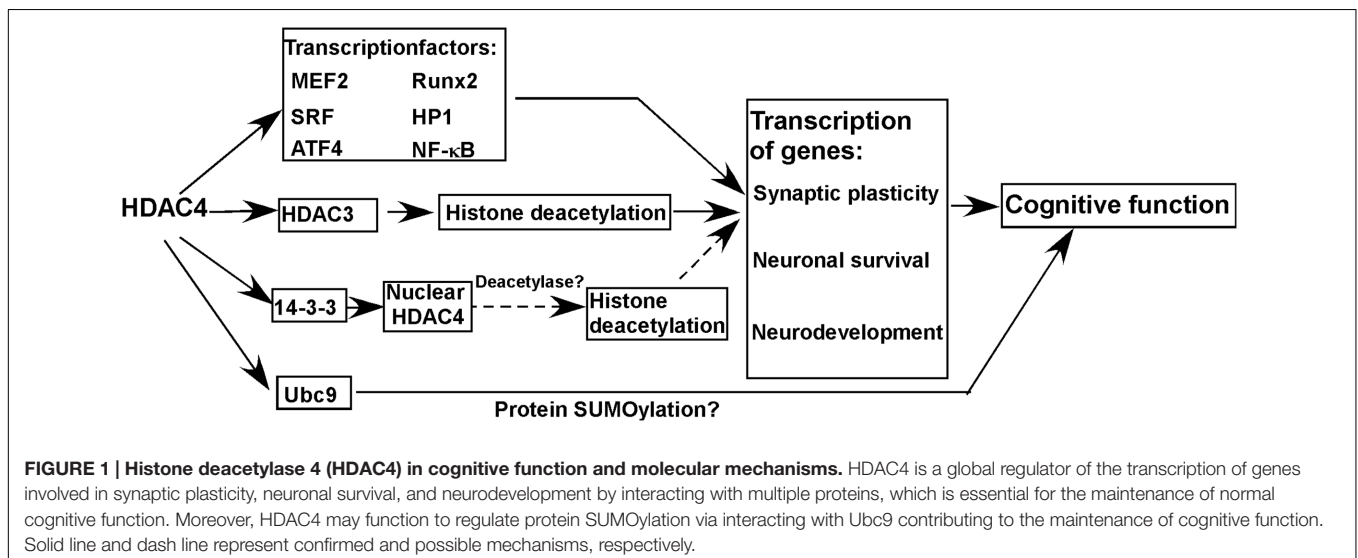 Transcriptionfactors:
MEF2 Runx2
SRF HP1
ATF4 NF-κB
HDAC4
HDAC3
Histone deacetylation
14-3-3
Nuclear
HDAC4
Deacetylase?
Histone
deacetylation
Ubc9
Protein SUMOylation?
Transcription
of genes:
Synaptic plasticity
Neuronal survival
Neurodevelopment
Cognitive function
FIGURE 1 | Histone deacetylase 4 (HDAC4) in cognitive function and molecular mechanisms. HDAC4 is a global regulator of the transcription of genes
involved in synaptic plasticity, neuronal survival, and neurodevelopment by interacting with multiple proteins, which is essential for the maintenance of normal
cognitive function. Moreover, HDAC4 may function to regulate protein SUMOylation via interacting with Ubc9 contributing to the maintenance of cognitive function.
Solid line and dash line represent confirmed and possible mechanisms, respectively.